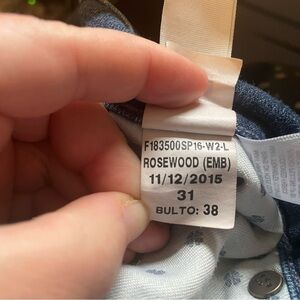 F183500SP16-W2-L
ROSEWOOD (EMB)
11/12/2015
31
BULTO: 38